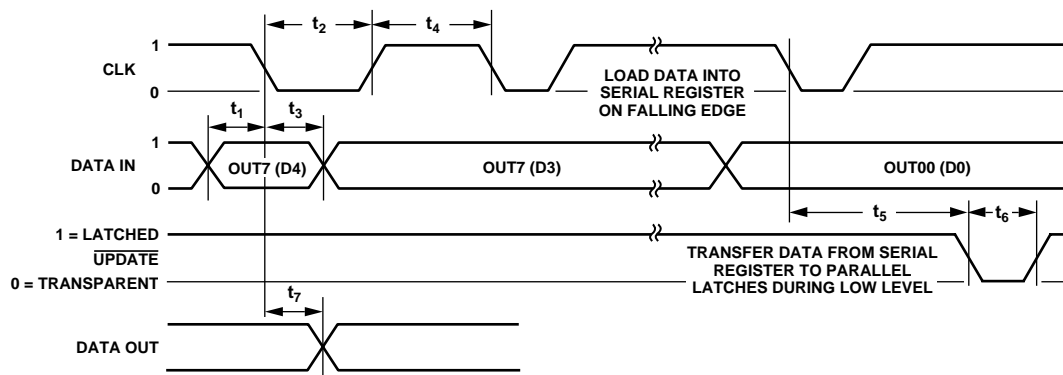 t2
t4
1
CLK
0
LOAD DATA INTO
SERIAL REGISTER
ON FALLING EDGE
t1
t3
1
DATA IN
0
OUT7 (D4)
OUT7 (D3)
OUT00 (D0)
t5
t6
1 = LATCHED
UPDATE
0 = TRANSPARENT
TRANSFER DATA FROM SERIAL
REGISTER TO PARALLEL
LATCHES DURING LOW LEVEL
t7
DATA OUT